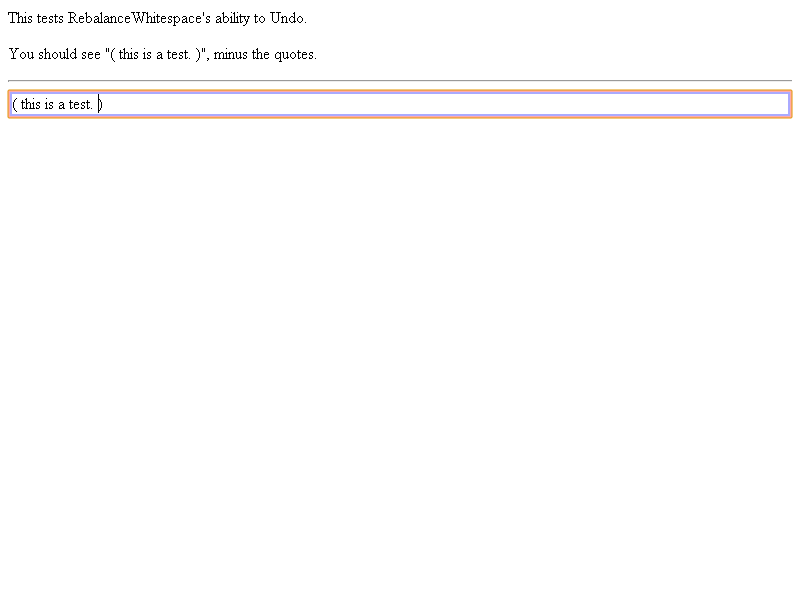 This tests RebalanceWhitespace's ability to Undo.
You should see "( this is a test. )", minus the quotes.
( this is a test. )